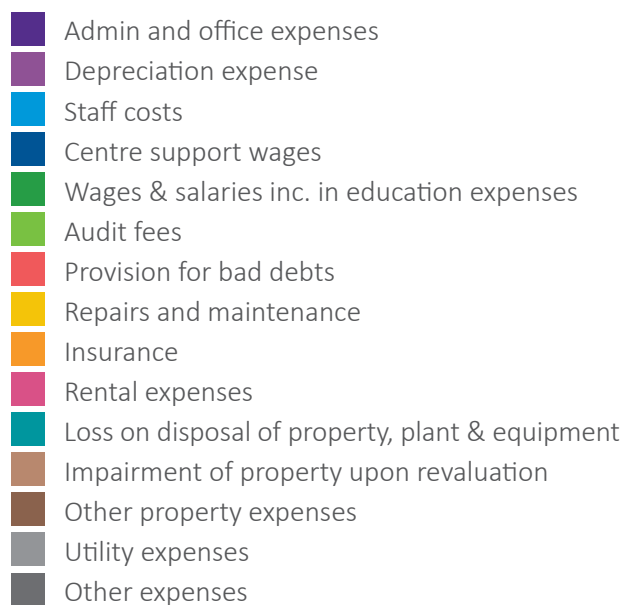 Admin and office expenses
Depreciation expense
Staff costs
Centre support wages
Wages & salaries inc. in education expenses
Audit fees
Provision for bad debts
Repairs and maintenance
Insurance
Rental expenses
Loss on disposal of property, plant & equipment
Impairment of property upon revaluation
Other property expenses
Utility expenses
Other expenses